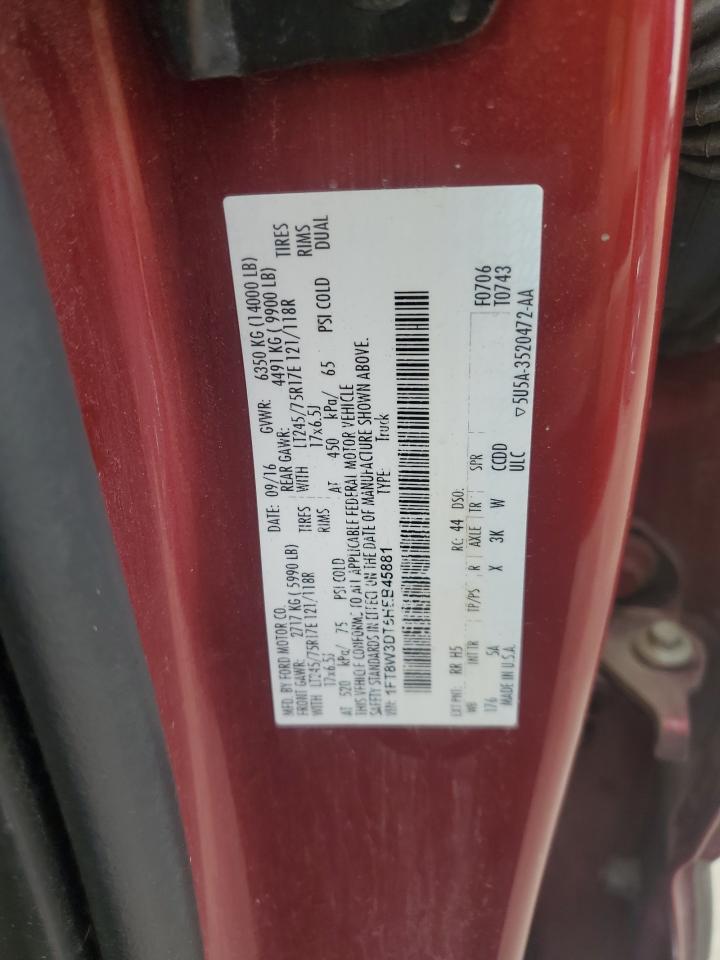 MFD. BY FORD MOTOR CO.
DATE: 09/16 GVWR: 6350 KG (14000 LB)
FRONT GAWR: 2717 KG ( 5990 LB) REAR GAWR: 4491 KG ( 9900 LB)
WITH LT245/75R17E 121/118R TIRES WITH LT245/75R17E 121/118R TIRES
17x6.5J RIMS 17x6.5J RIMS
AT 520 kPa/ 75 PSI COLD AT 450 kPa/ 65 PSI COLD DUAL
THIS VEHICLE CONFORMS TO ALL APPLICABLE FEDERAL MOTOR VEHICLE
SAFETY STANDARDS IN EFFECT ON THE DATE OF MANUFACTURE SHOWN ABOVE.
VIN: 1FT8W3DT5HEB45881 TYPE: Truck
F0706
T0743
EXT PNT: RR H5 RC: 44 DSO:
WB INT TR TP/PS R AXLE TR SPR
176 5A X 3K W CCDD
MADE IN U.S.A. ULC ▽5U5A-3520472-AA